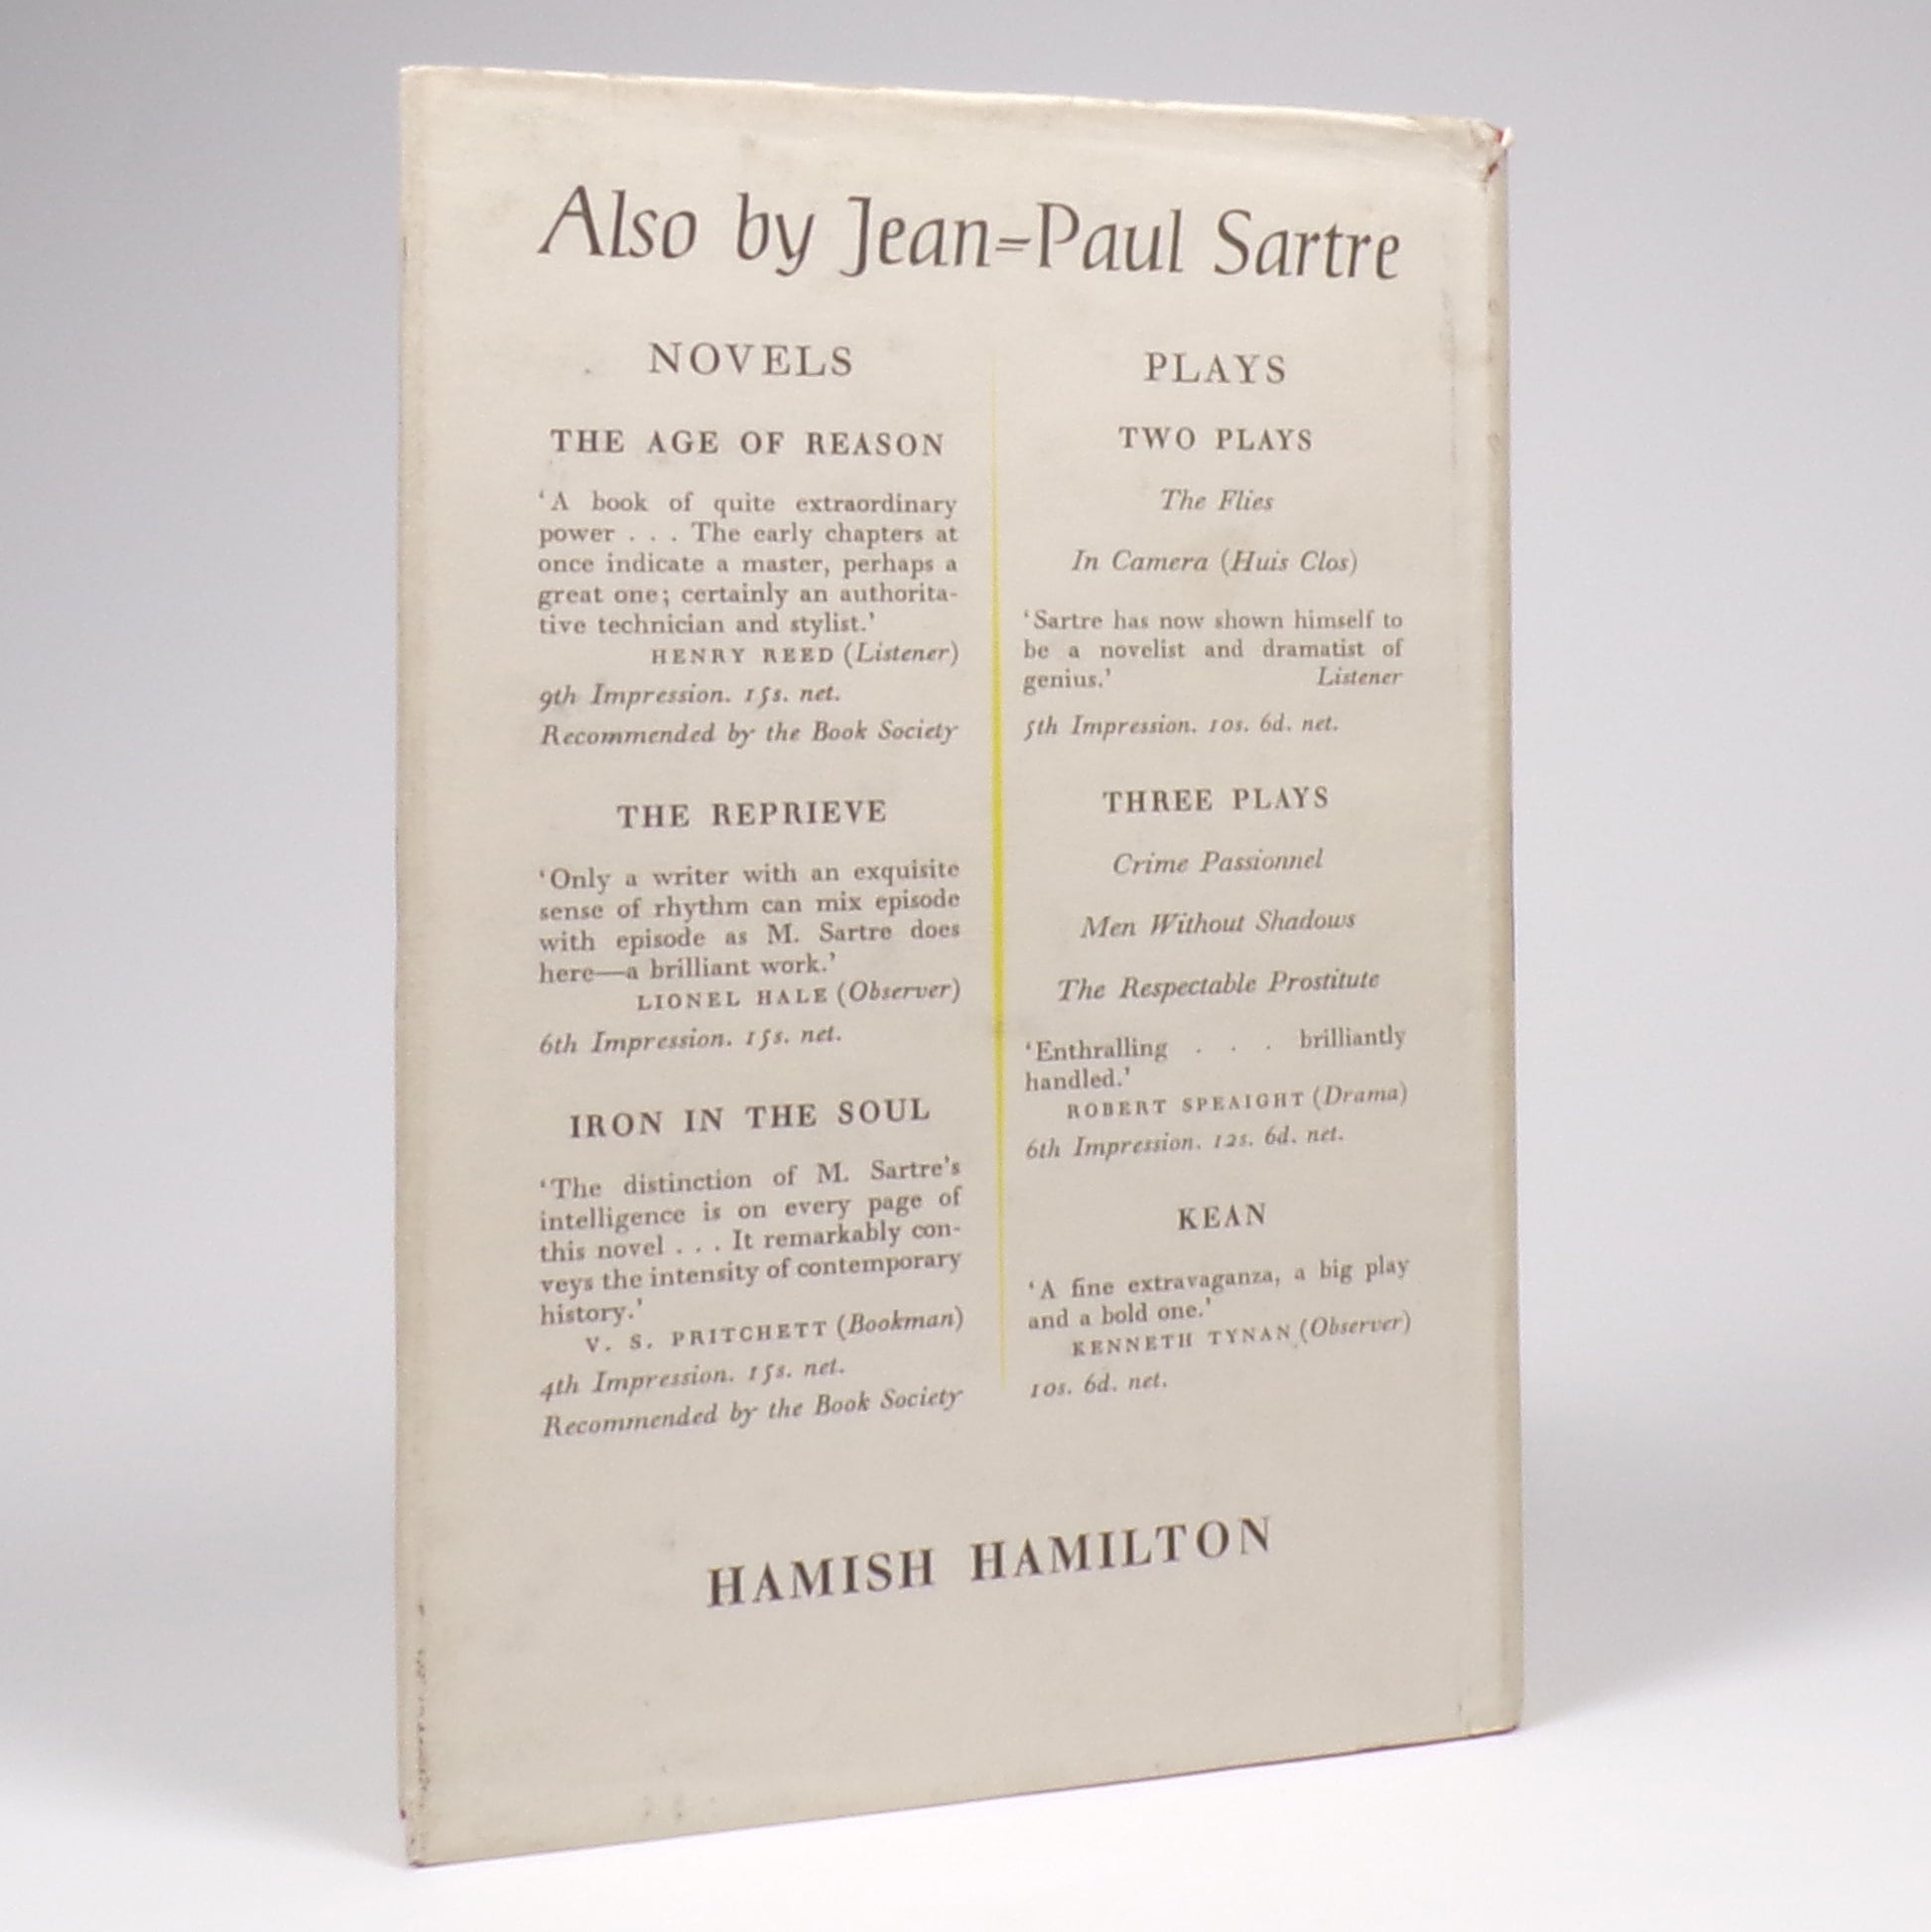 Also by Jean=Paul Sartre
NOVELS
THE AGE OF REASON
‘A book of quite extraordinary
power . . . The early chapters at
once indicate a master, perhaps a
great one; certainly an authorita-
tive technician and stylist.’
HENRY REED (Listener)
9th Impression. 15s. net.
Recommended by the Book Society
THE REPRIEVE
‘Only a writer with an exquisite
sense of rhythm can mix episode
with episode as M. Sartre does
here—a brilliant work.’
LIONEL HALE (Observer)
6th Impression. 15s. net.
IRON IN THE SOUL
‘The distinction of M. Sartre’s
intelligence is on every page of
this novel . . . It remarkably con-
veys the intensity of contemporary
history.’
V. S. PRITCHETT (Bookman)
4th Impression. 15s. net.
Recommended by the Book Society
PLAYS
TWO PLAYS
The Flies
In Camera (Huis Clos)
‘Sartre has now shown himself to
be a novelist and dramatist of
genius.’ Listener
5th Impression. 10s. 6d. net.
THREE PLAYS
Crime Passionnel
Men Without Shadows
The Respectable Prostitute
‘Enthralling . . . brilliantly
handled.’
ROBERT SPEAIGHT (Drama)
6th Impression. 12s. 6d. net.
KEAN
‘A fine extravaganza, a big play
and a bold one.’
KENNETH TYNAN (Observer)
10s. 6d. net.
HAMISH HAMILTON